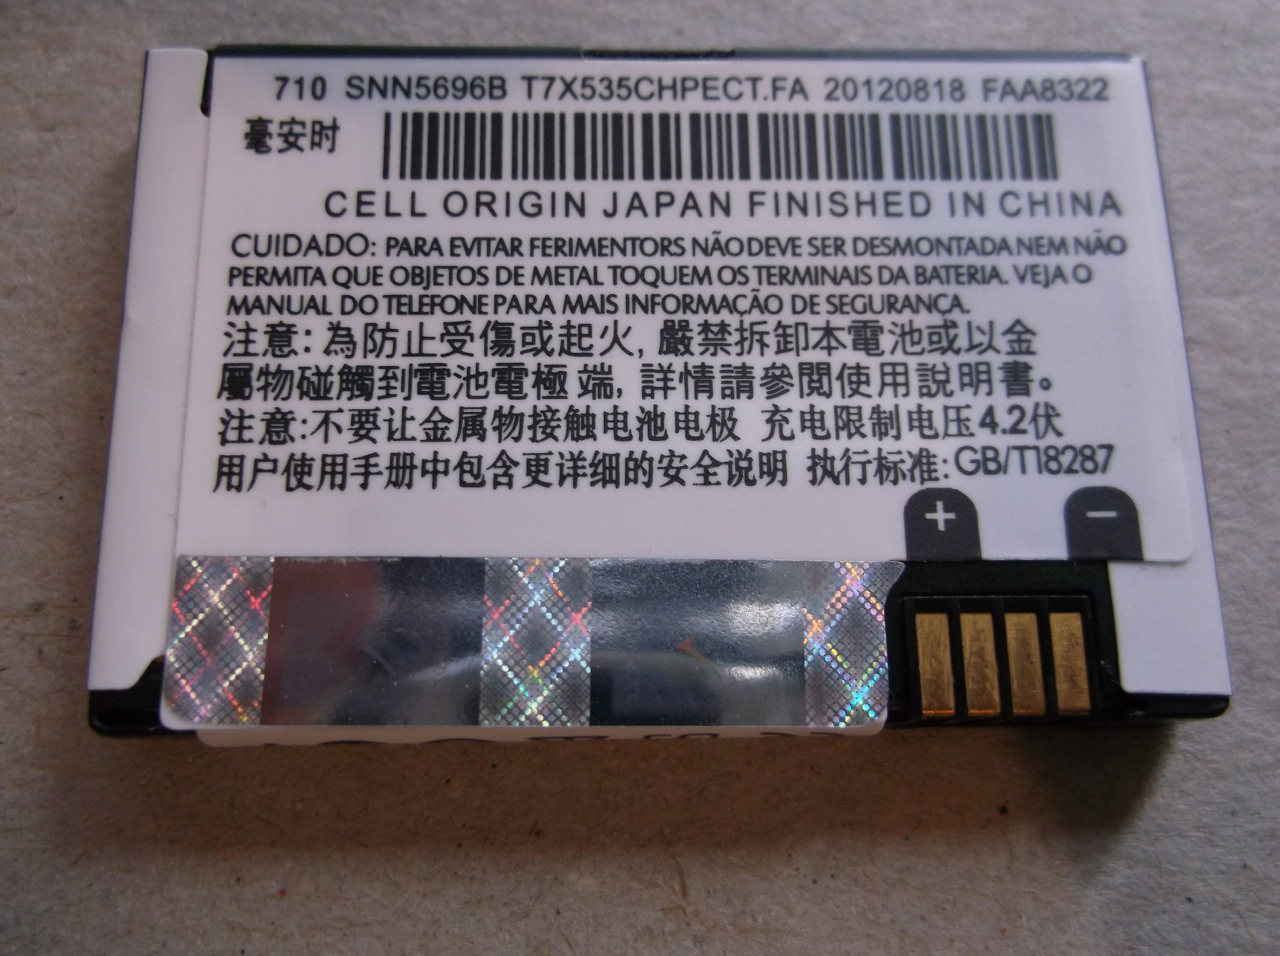 710 SNN5696B T7X535CHPECT.FA 20120818 FAA8322
毫安时
CELL ORIGIN JAPAN FINISHED IN CHINA
CUIDADO: PARA EVITAR FERIMENTORS NÃO DEVE SER DESMONTADA NEM NÃO
PERMITA QUE OBJETOS DE METAL TOQUEM OS TERMINAIS DA BATERIA. VEJA O
MANUAL DO TELEFONE PARA MAIS INFORMAÇÃO DE SEGURANÇA.
注意: 為防止受傷或起火, 嚴禁拆卸本電池或以金
屬物碰觸到電池電極端, 詳情請參閱使用說明書。
注意:不要让金属物接触电池电极 充电限制电压4.2伏
用户使用手册中包含更详细的安全说明 执行标准: GB/T18287
+ −